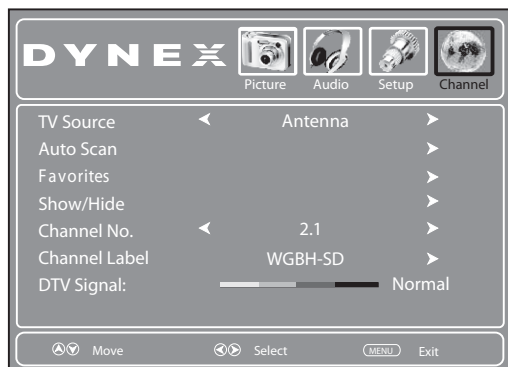 DYNEX
Picture Audio Setup Channel
TV Source Antenna
Auto Scan
Favorites
Show/Hide
Channel No. 2.1
Channel Label WGBH-SD
DTV Signal: Normal
Move Select MENU Exit